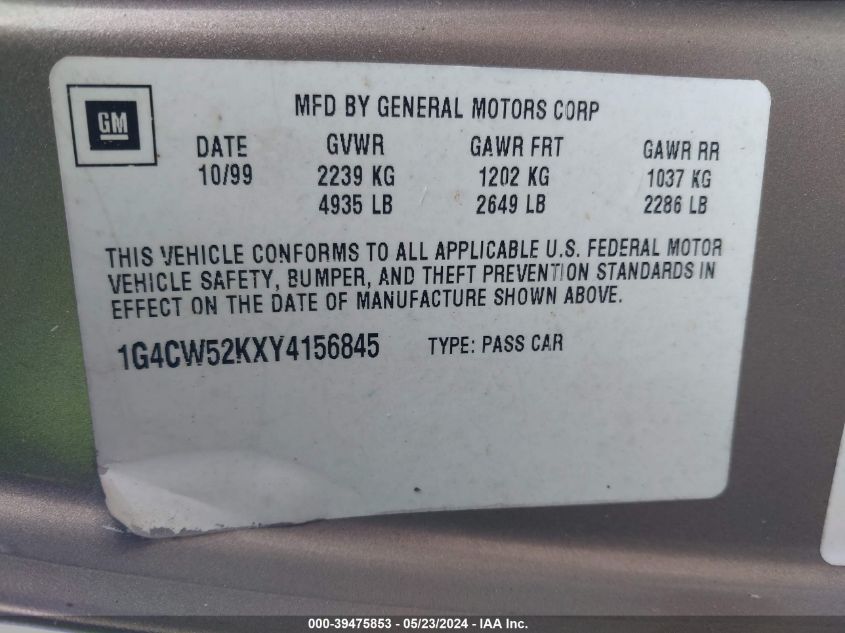 GM
MFD BY GENERAL MOTORS CORP
DATE GVWR GAWR FRT GAWR RR
10/99 2239 KG 1202 KG 1037 KG
4935 LB 2649 LB 2286 LB
THIS VEHICLE CONFORMS TO ALL APPLICABLE U.S. FEDERAL MOTOR
VEHICLE SAFETY, BUMPER, AND THEFT PREVENTION STANDARDS IN
EFFECT ON THE DATE OF MANUFACTURE SHOWN ABOVE.
1G4CW52KXY4156845 TYPE: PASS CAR
000-39475853 - 05/23/2024 - IAA Inc.